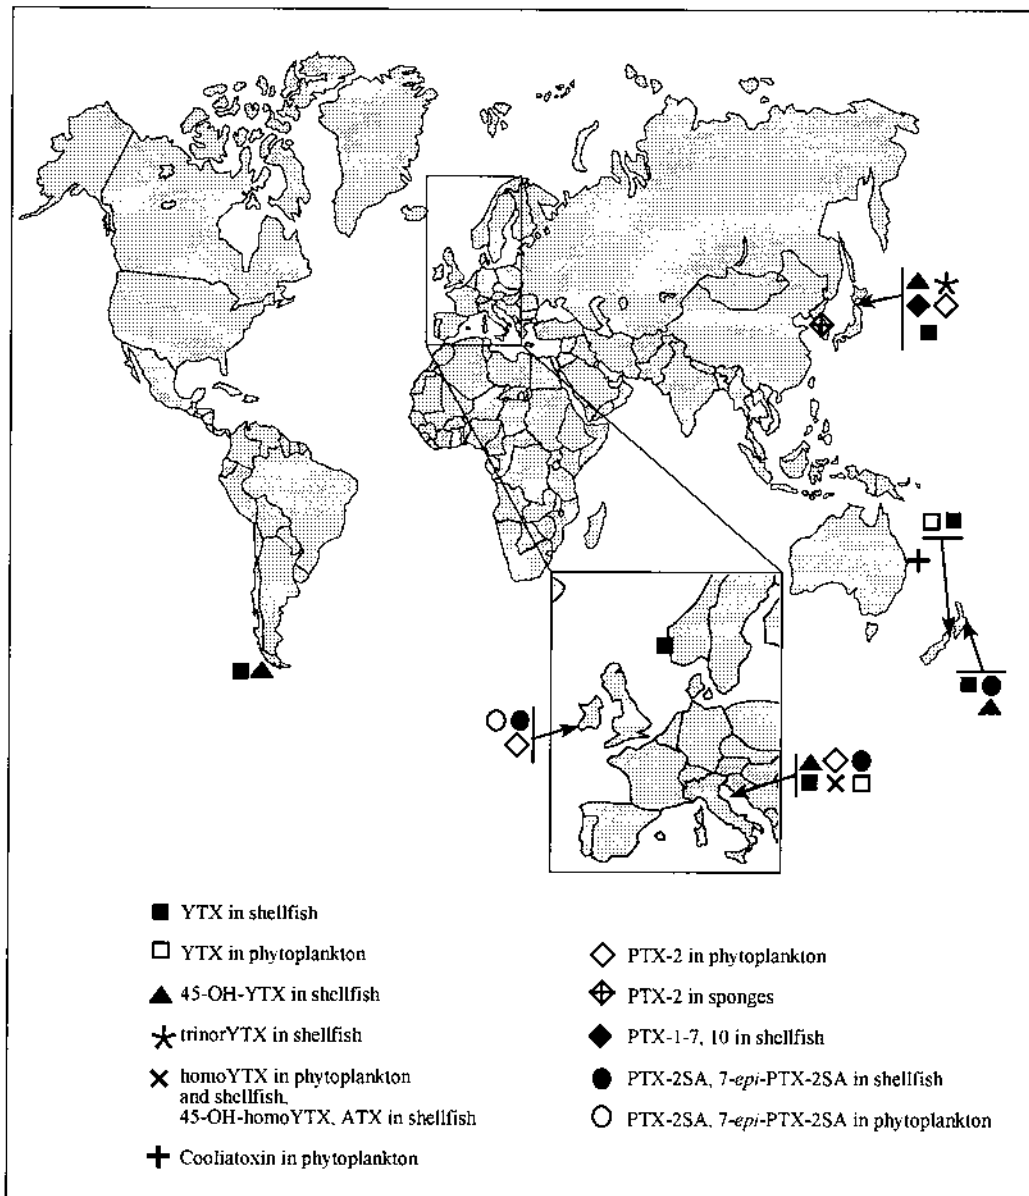 YTX in shellfish
YTX in phytoplankton
45-OH-YTX in shellfish
trinorYTX in shellfish
homoYTX in phytoplankton
and shellfish,
45-OH-homoYTX, ATX in shellfish
Cooliatoxin in phytoplankton
PTX-2 in phytoplankton
PTX-2 in sponges
PTX-1-7, 10 in shellfish
PTX-2SA, 7-epi-PTX-2SA in shellfish
PTX-2SA, 7-epi-PTX-2SA in phytoplankton